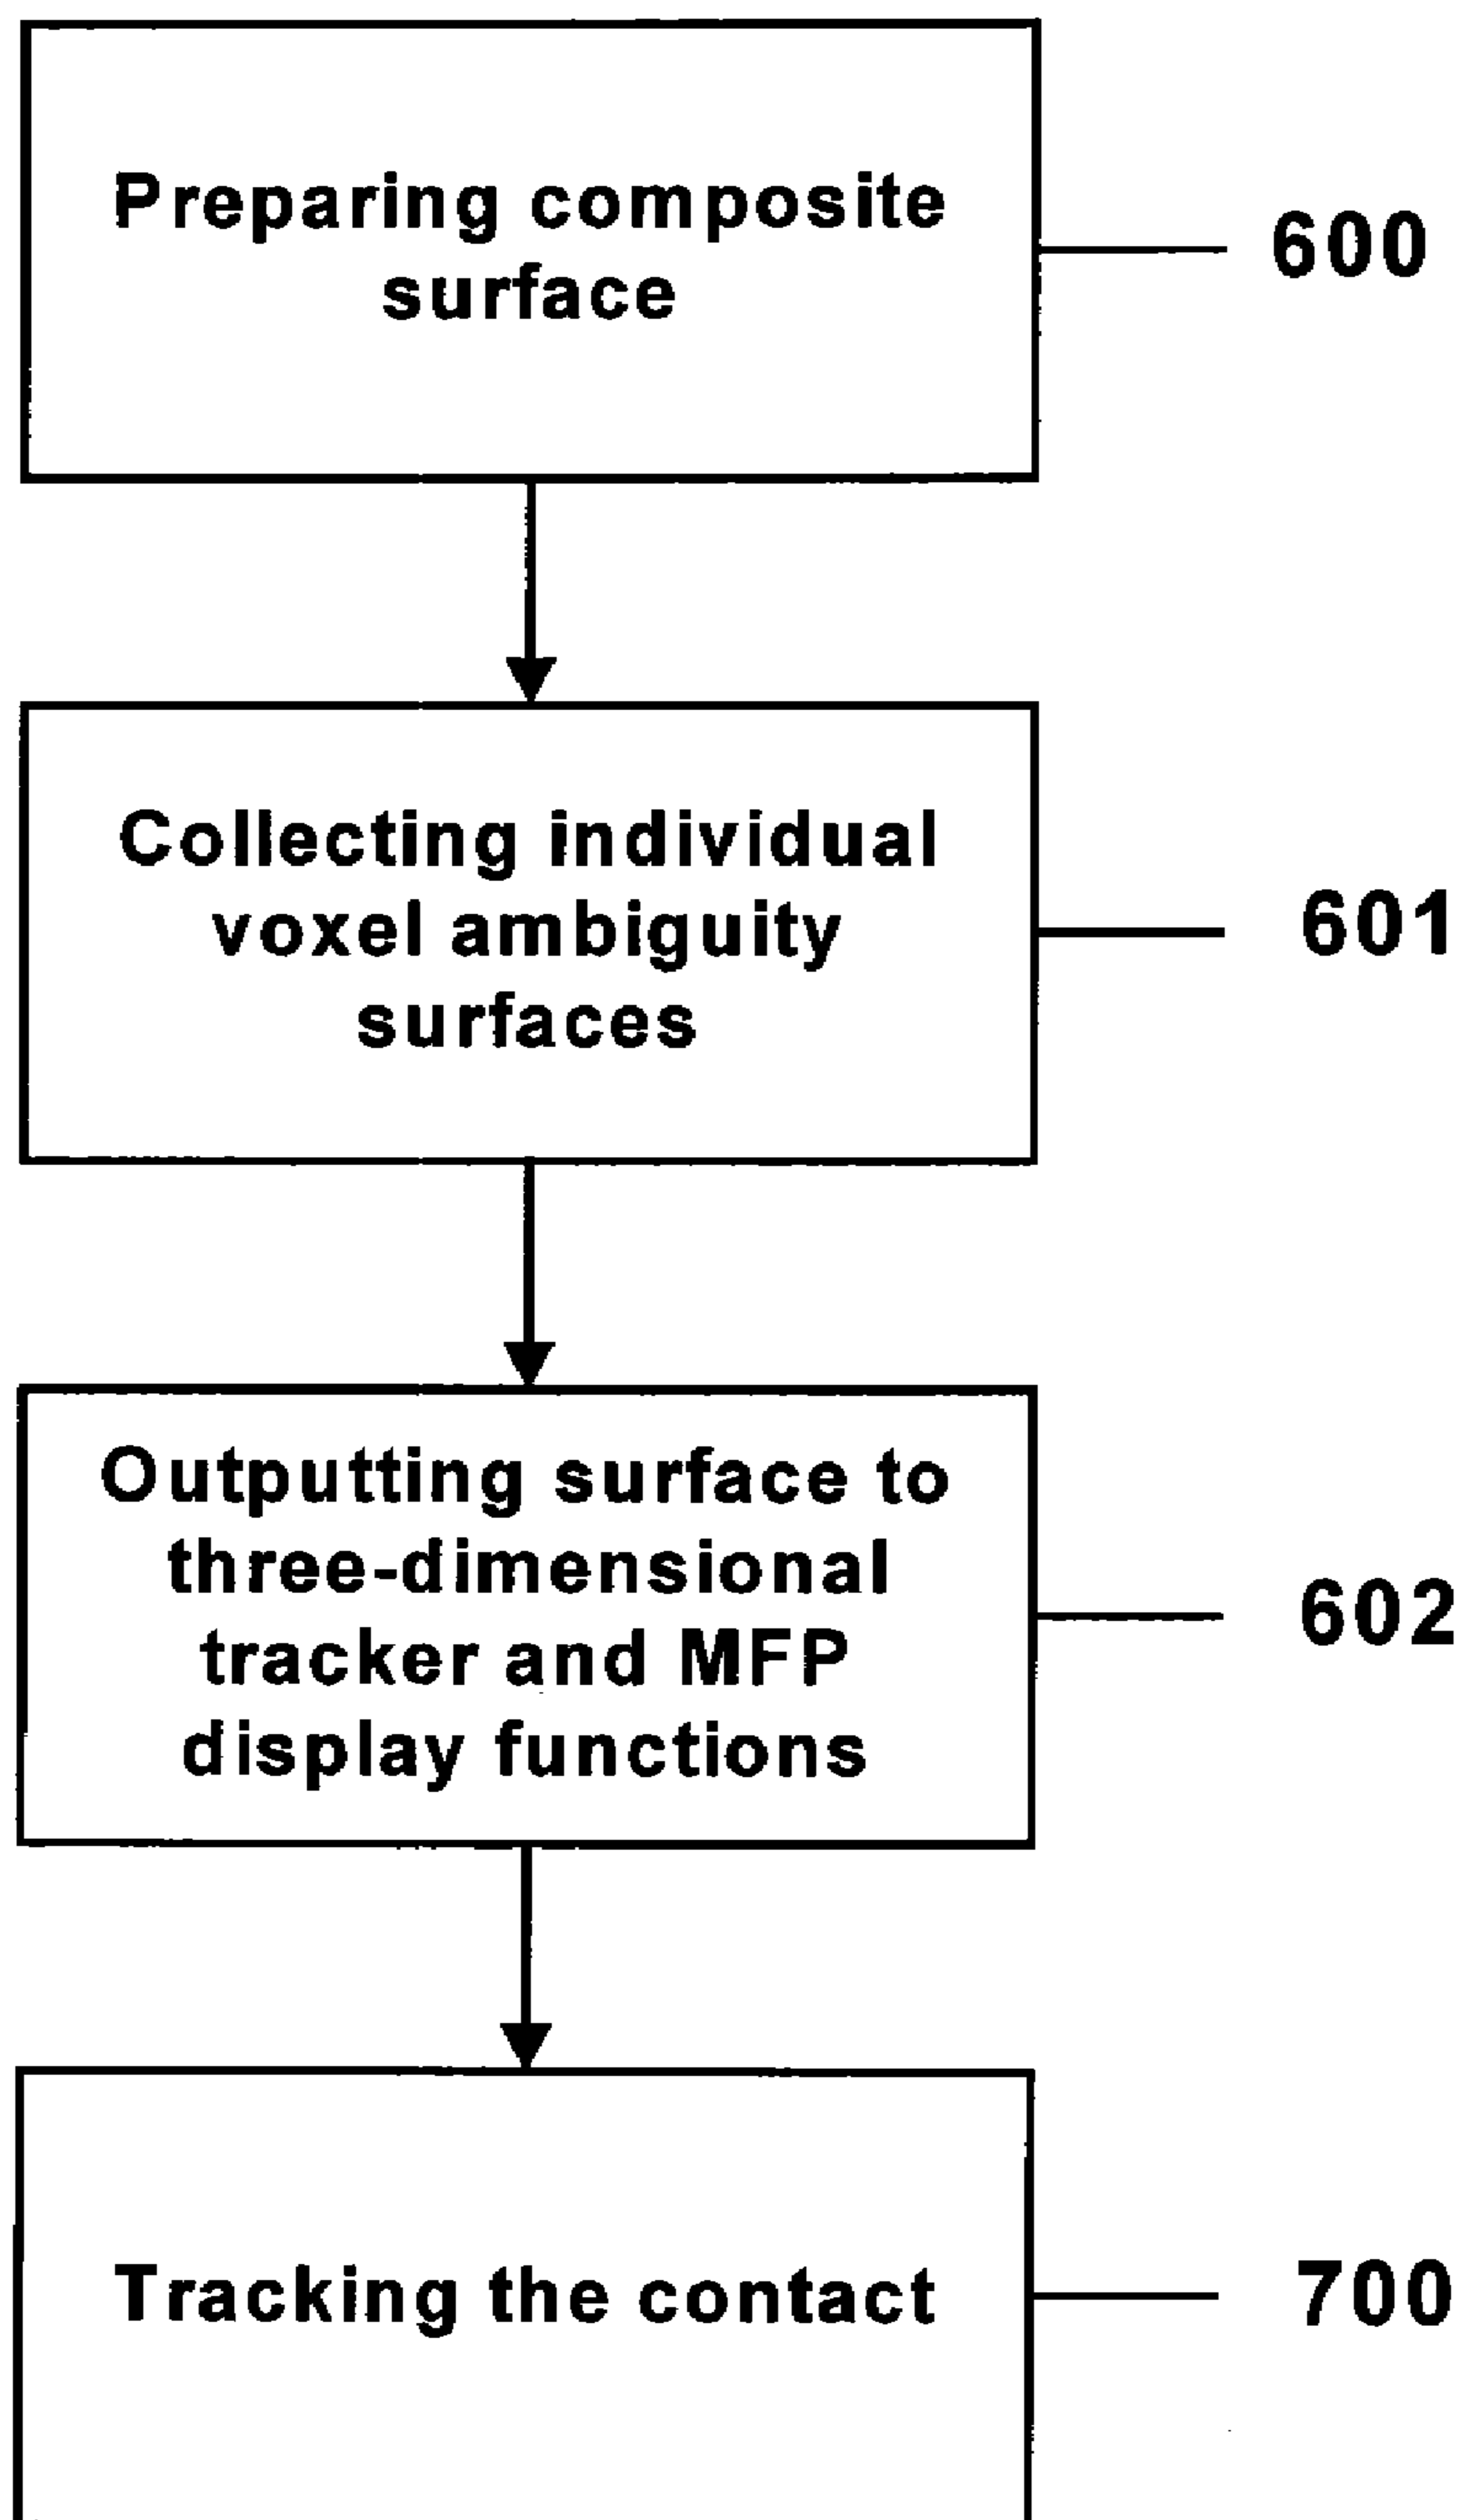 Preparing composite
surface
600
Collecting individual
voxel ambiguity
surfaces
601
Outputting surface to
three-dimensional
tracker and MFP
display functions
602
Tracking the contact
700